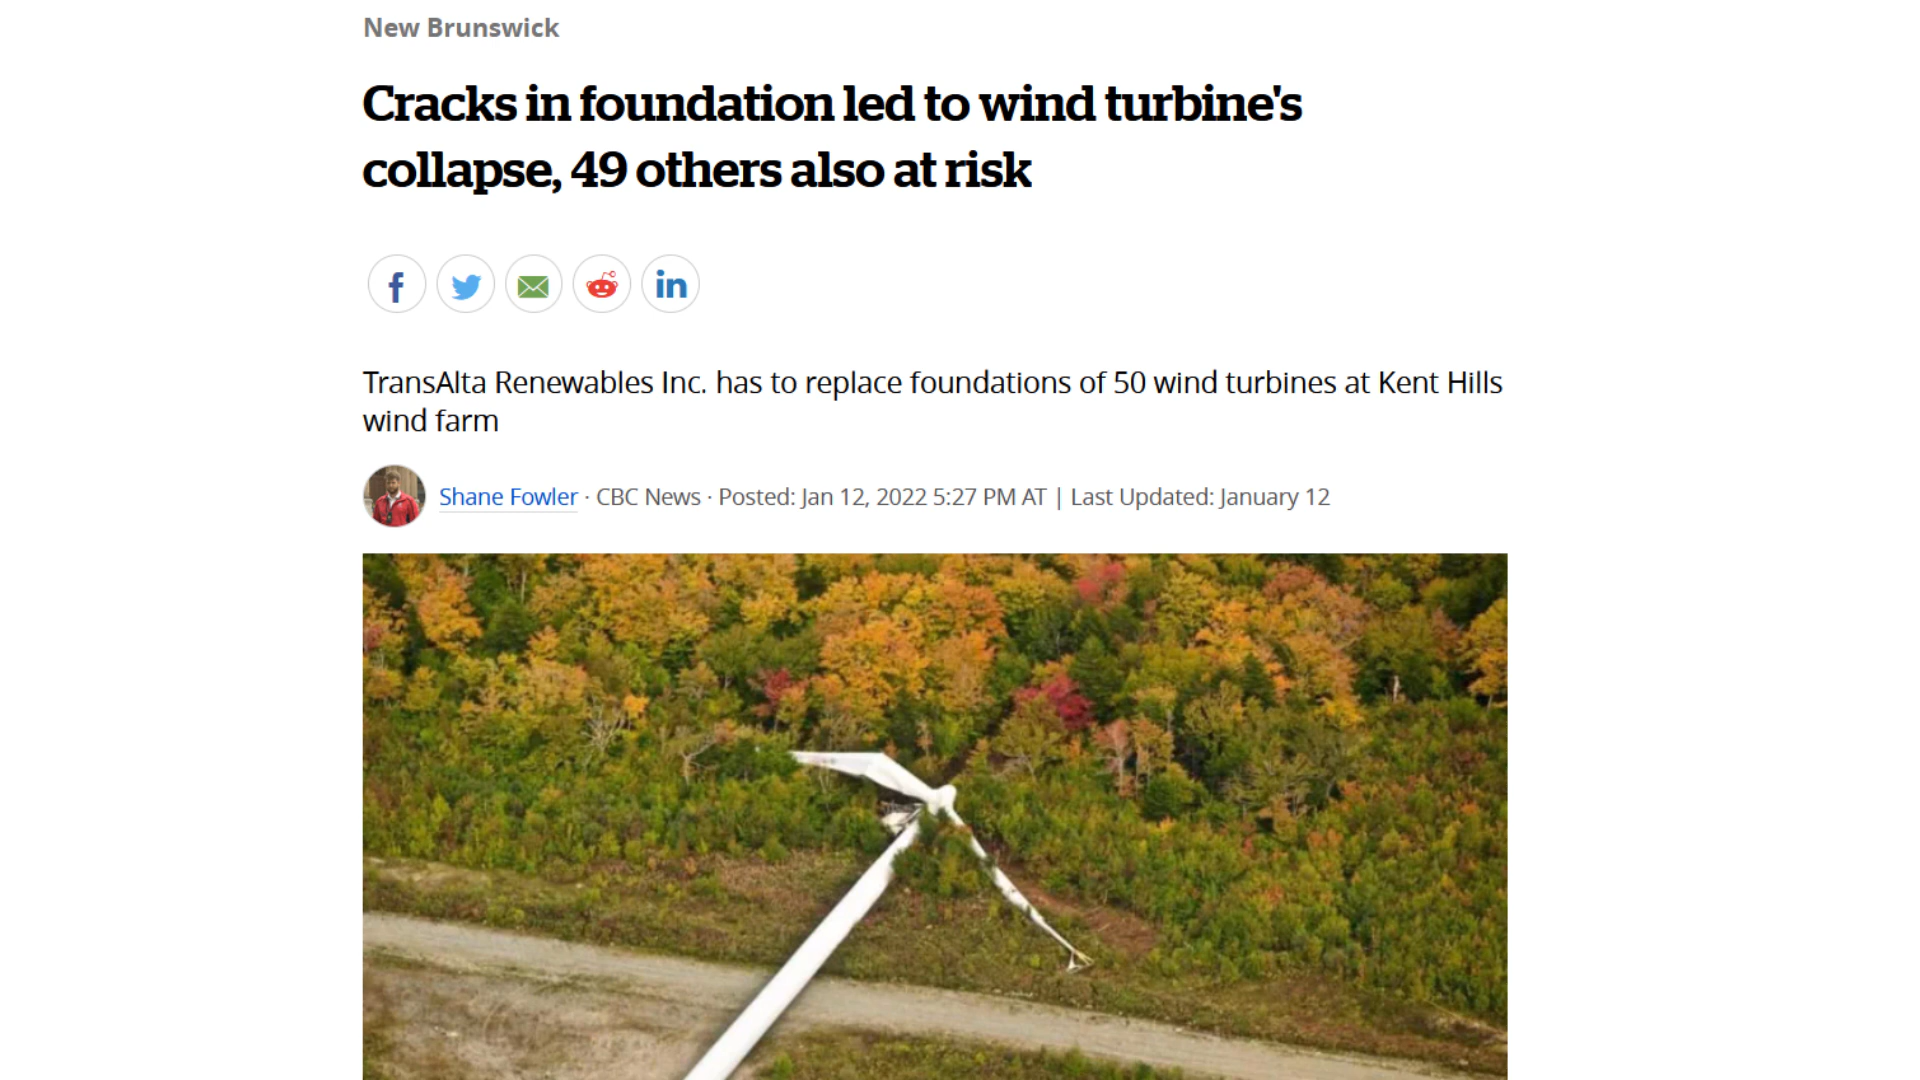 New Brunswick
Cracks in foundation led to wind turbine's
collapse, 49 others also at risk
f
in
TransAlta Renewables Inc. has to replace foundations of 50 wind turbines at Kent Hills
wind farm
Shane Fowler · CBC News · Posted: Jan 12, 2022 5:27 PM AT | Last Updated: January 12